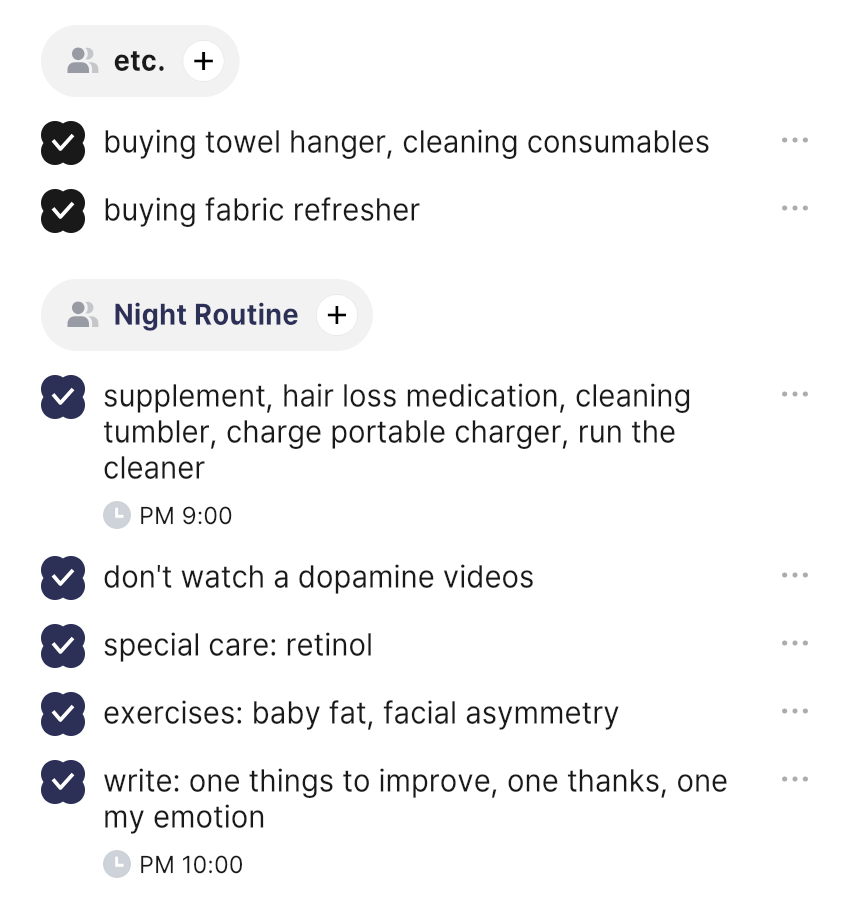 etc. +
buying towel hanger, cleaning consumables
buying fabric refresher
Night Routine +
supplement, hair loss medication, cleaning
tumbler, charge portable charger, run the
cleaner
PM 9:00
don't watch a dopamine videos
special care: retinol
exercises: baby fat, facial asymmetry
write: one things to improve, one thanks, one
my emotion
PM 10:00